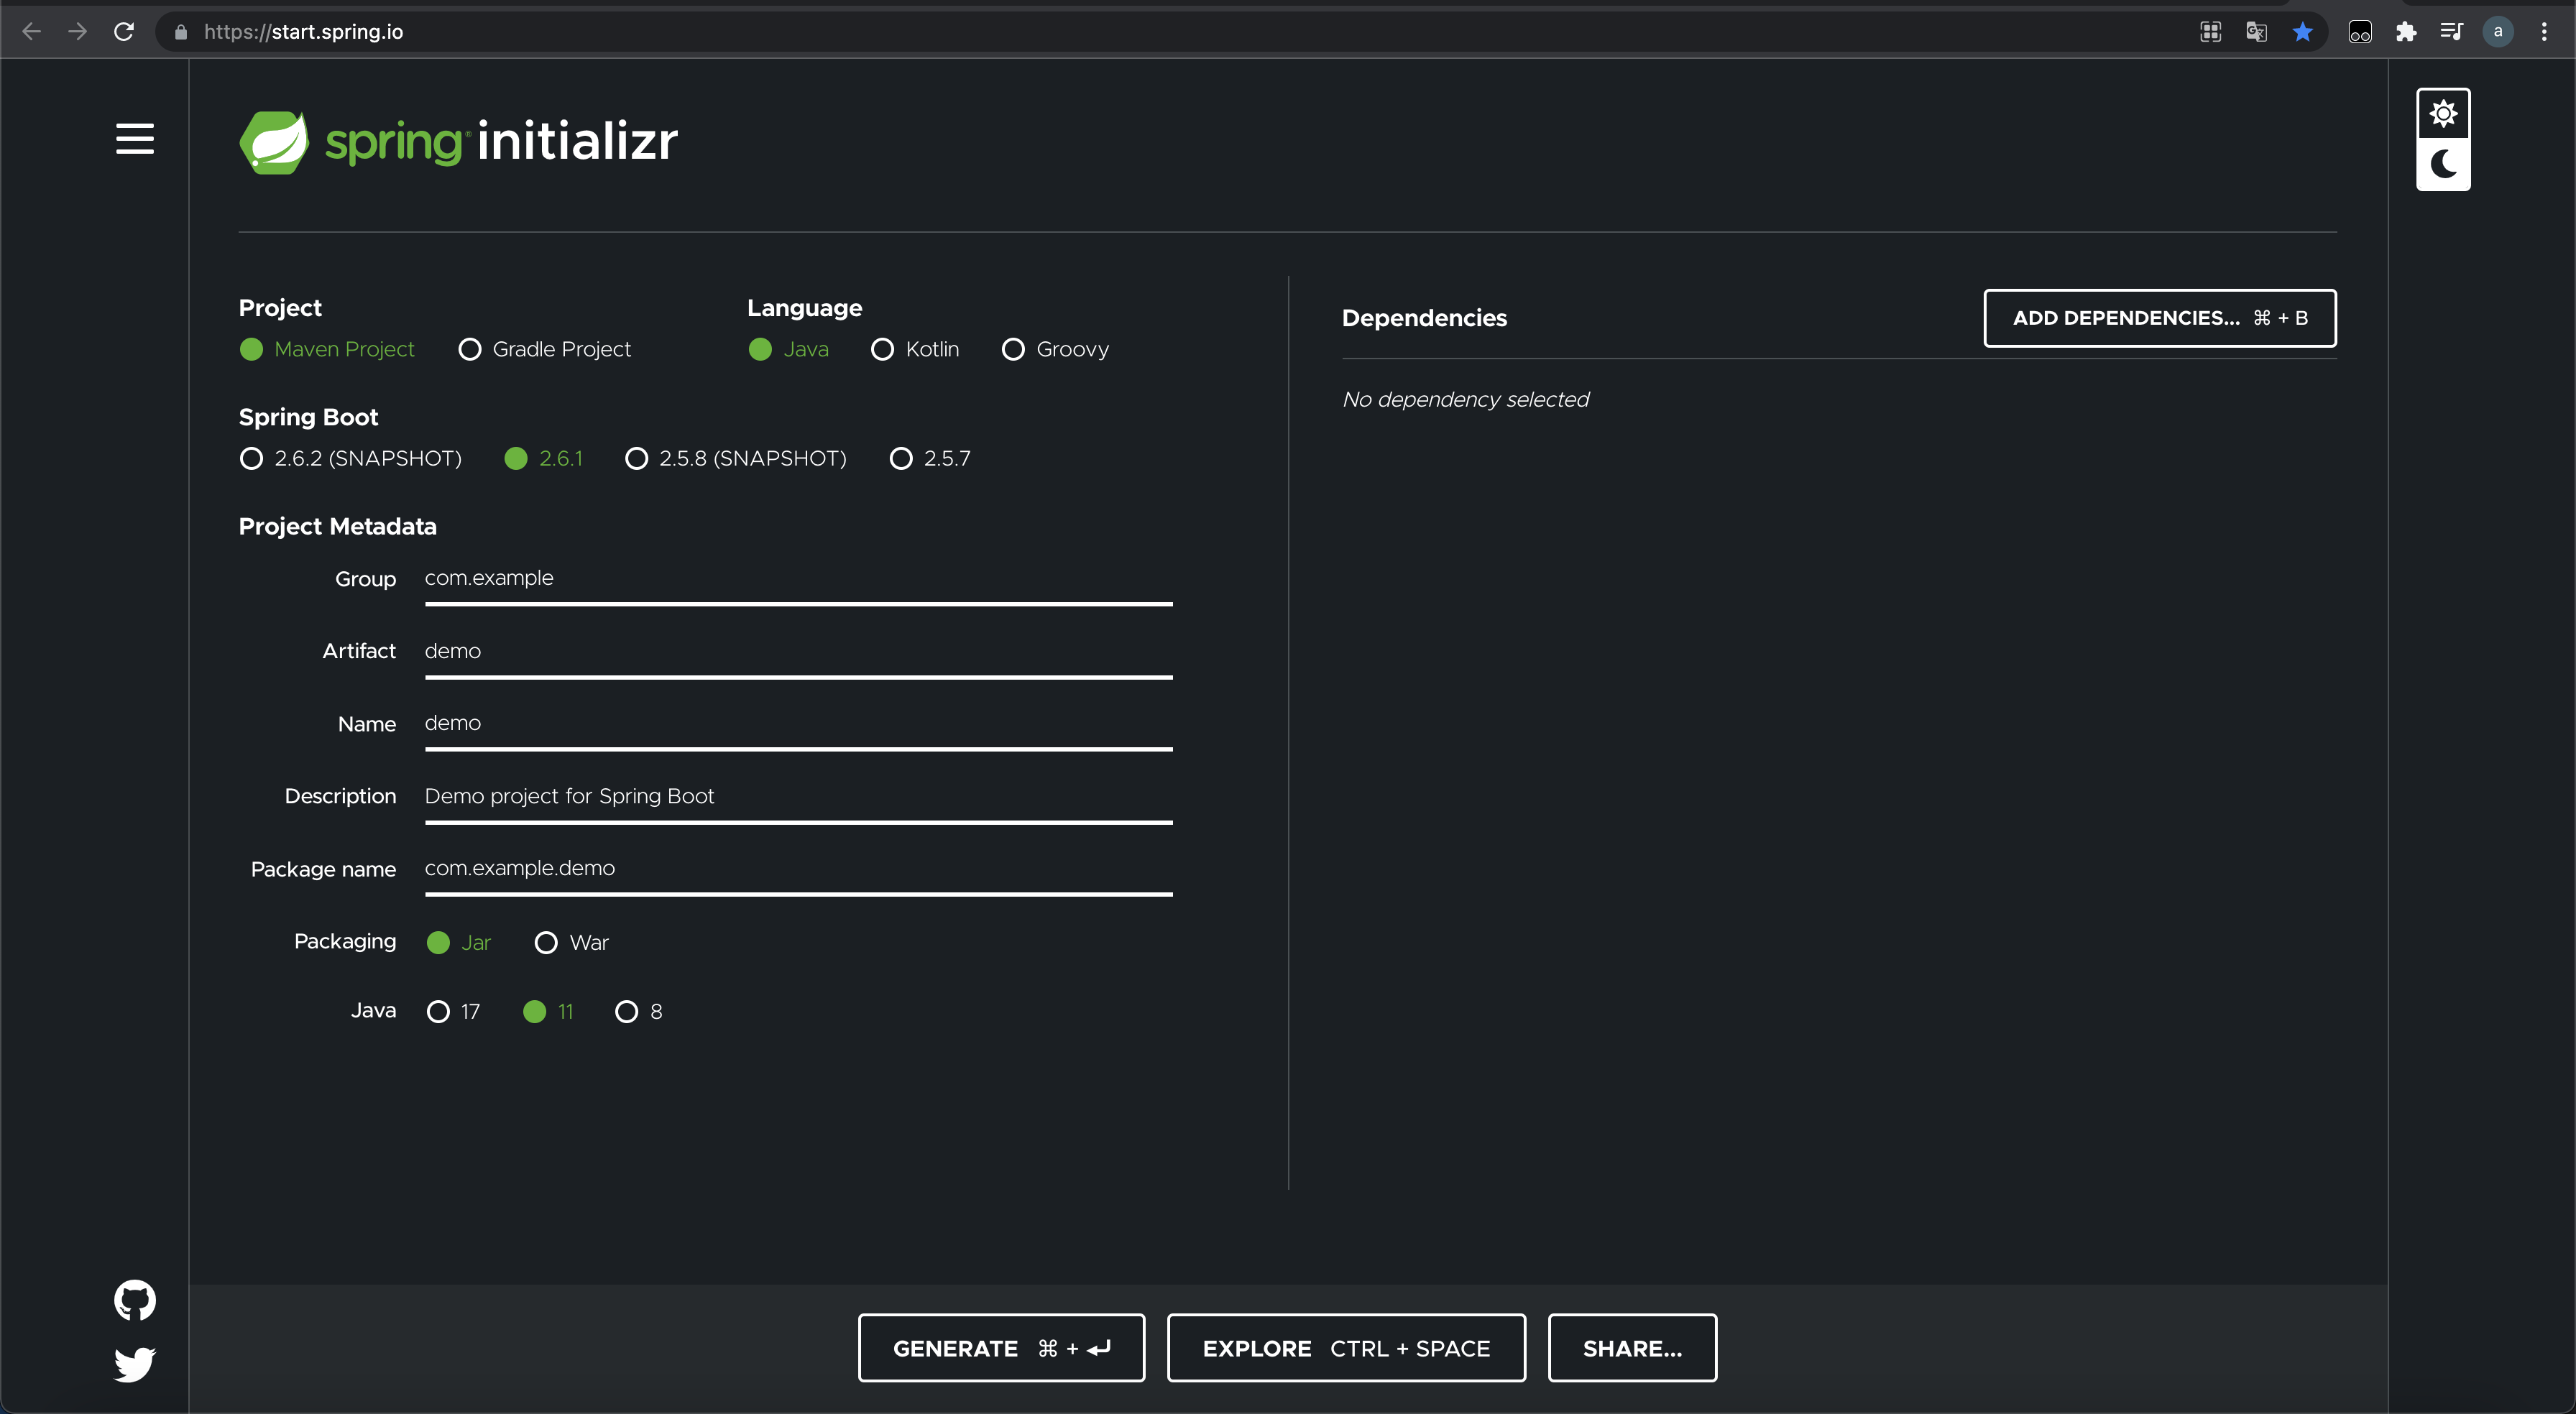 https://start.spring.io
a
spring® initializr
Project
Maven Project Gradle Project
Language
Java Kotlin Groovy
Spring Boot
2.6.2 (SNAPSHOT) 2.6.1 2.5.8 (SNAPSHOT) 2.5.7
Project Metadata
Group com.example
Artifact demo
Name demo
Description Demo project for Spring Boot
Package name com.example.demo
Packaging Jar War
Java 17 11 8
Dependencies
ADD DEPENDENCIES... ⌘ + B
No dependency selected
GENERATE ⌘ + ↵
EXPLORE CTRL + SPACE
SHARE...